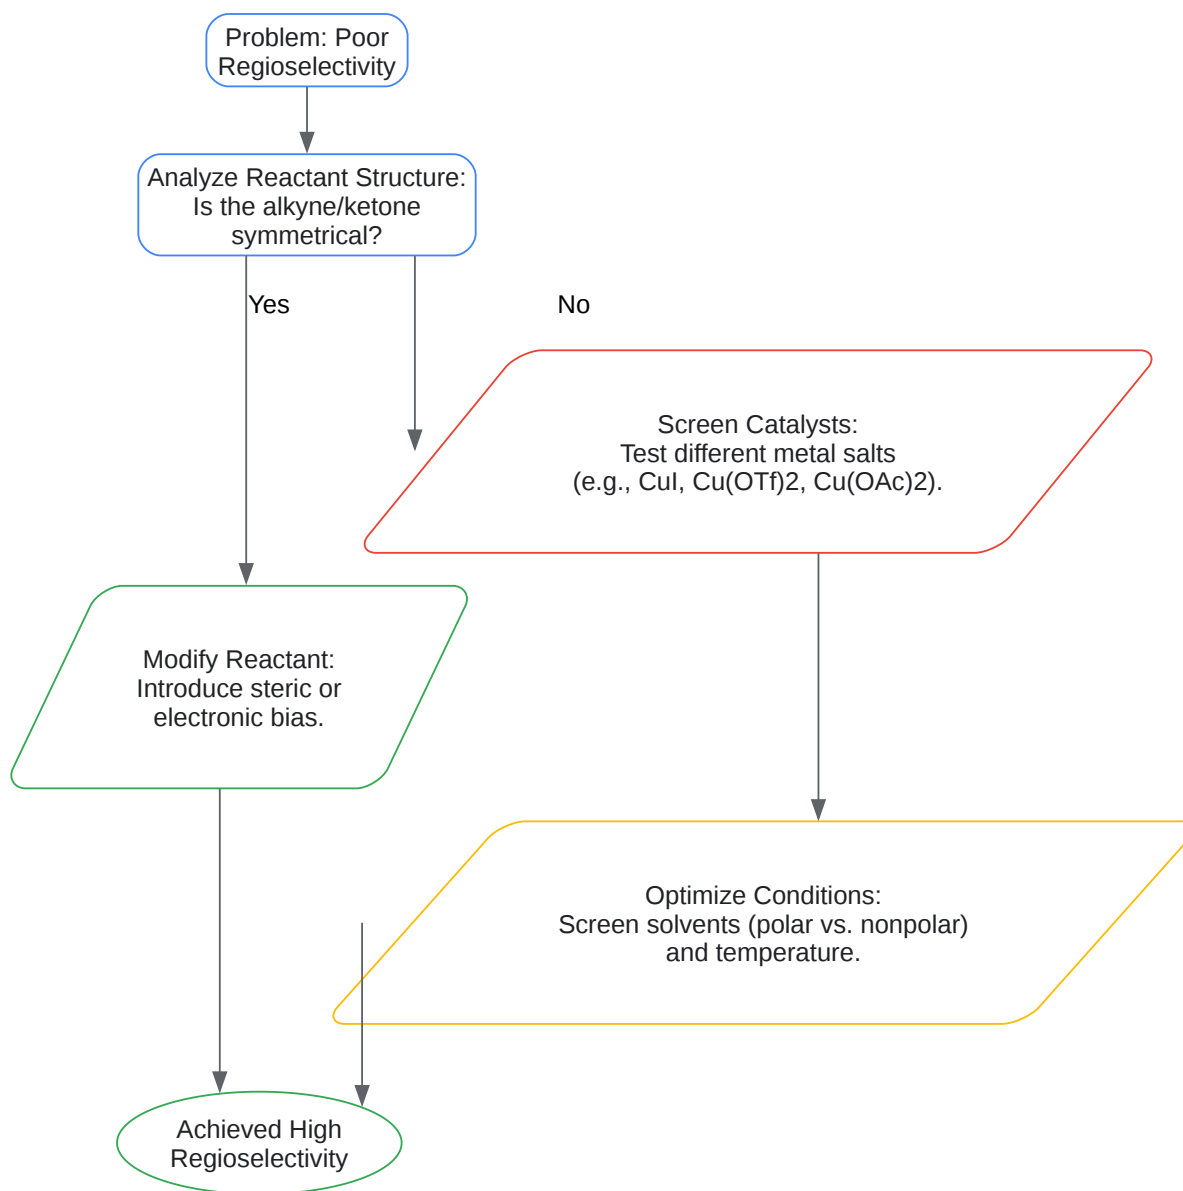 Problem: Poor
Regioselectivity
Analyze Reactant Structure:
Is the alkyne/ketone
symmetrical?
Yes
No
Screen Catalysts:
Test different metal salts
(e.g., CuI, Cu(OTf)2, Cu(OAc)2).
Modify Reactant:
Introduce steric or
electronic bias.
Optimize Conditions:
Screen solvents (polar vs. nonpolar)
and temperature.
Achieved High
Regioselectivity